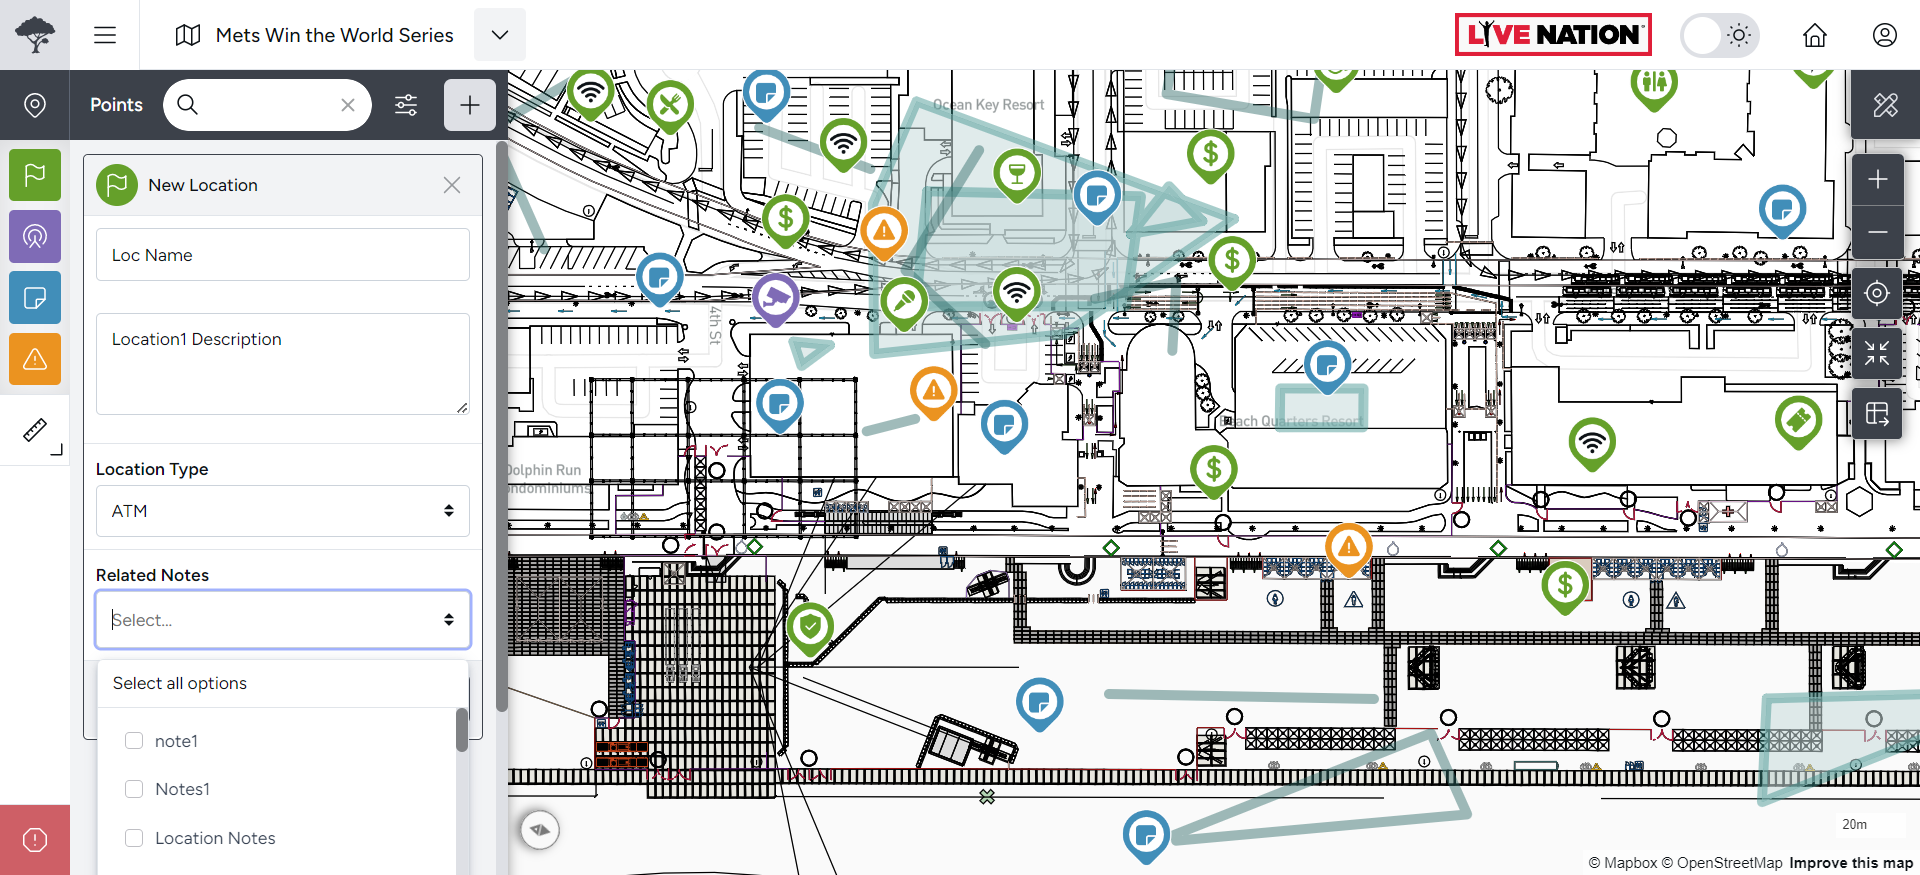 Mets Win the World Series
LIVE NATION
Points
New Location
Loc Name
Location1 Description
Location Type
ATM
Related Notes
Select...
Select all options
note1
Notes1
Location Notes
Ocean Key Resort
4th St
Dolphin Run
ondominiums
Beach Quarters Resort
20m
© Mapbox © OpenStreetMap Improve this map